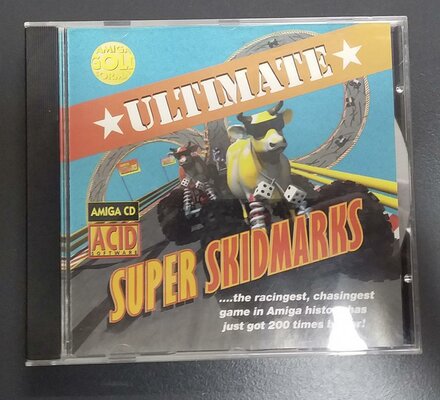 AMIGA
GOLD
FORMAT
★ULTIMATE★
AMIGA CD
ACID
SOFTWARE
SUPER SKIDMARKS
....the racingest, chasingest
game in Amiga history has
just got 200 times